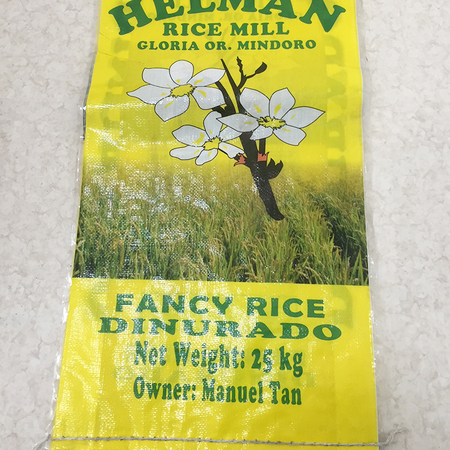 HELMAN
RICE MILL
GLORIA OR. MINDORO
FANCY RICE
DINURADO
Net Weight: 25 kg
Owner: Manuel Tan